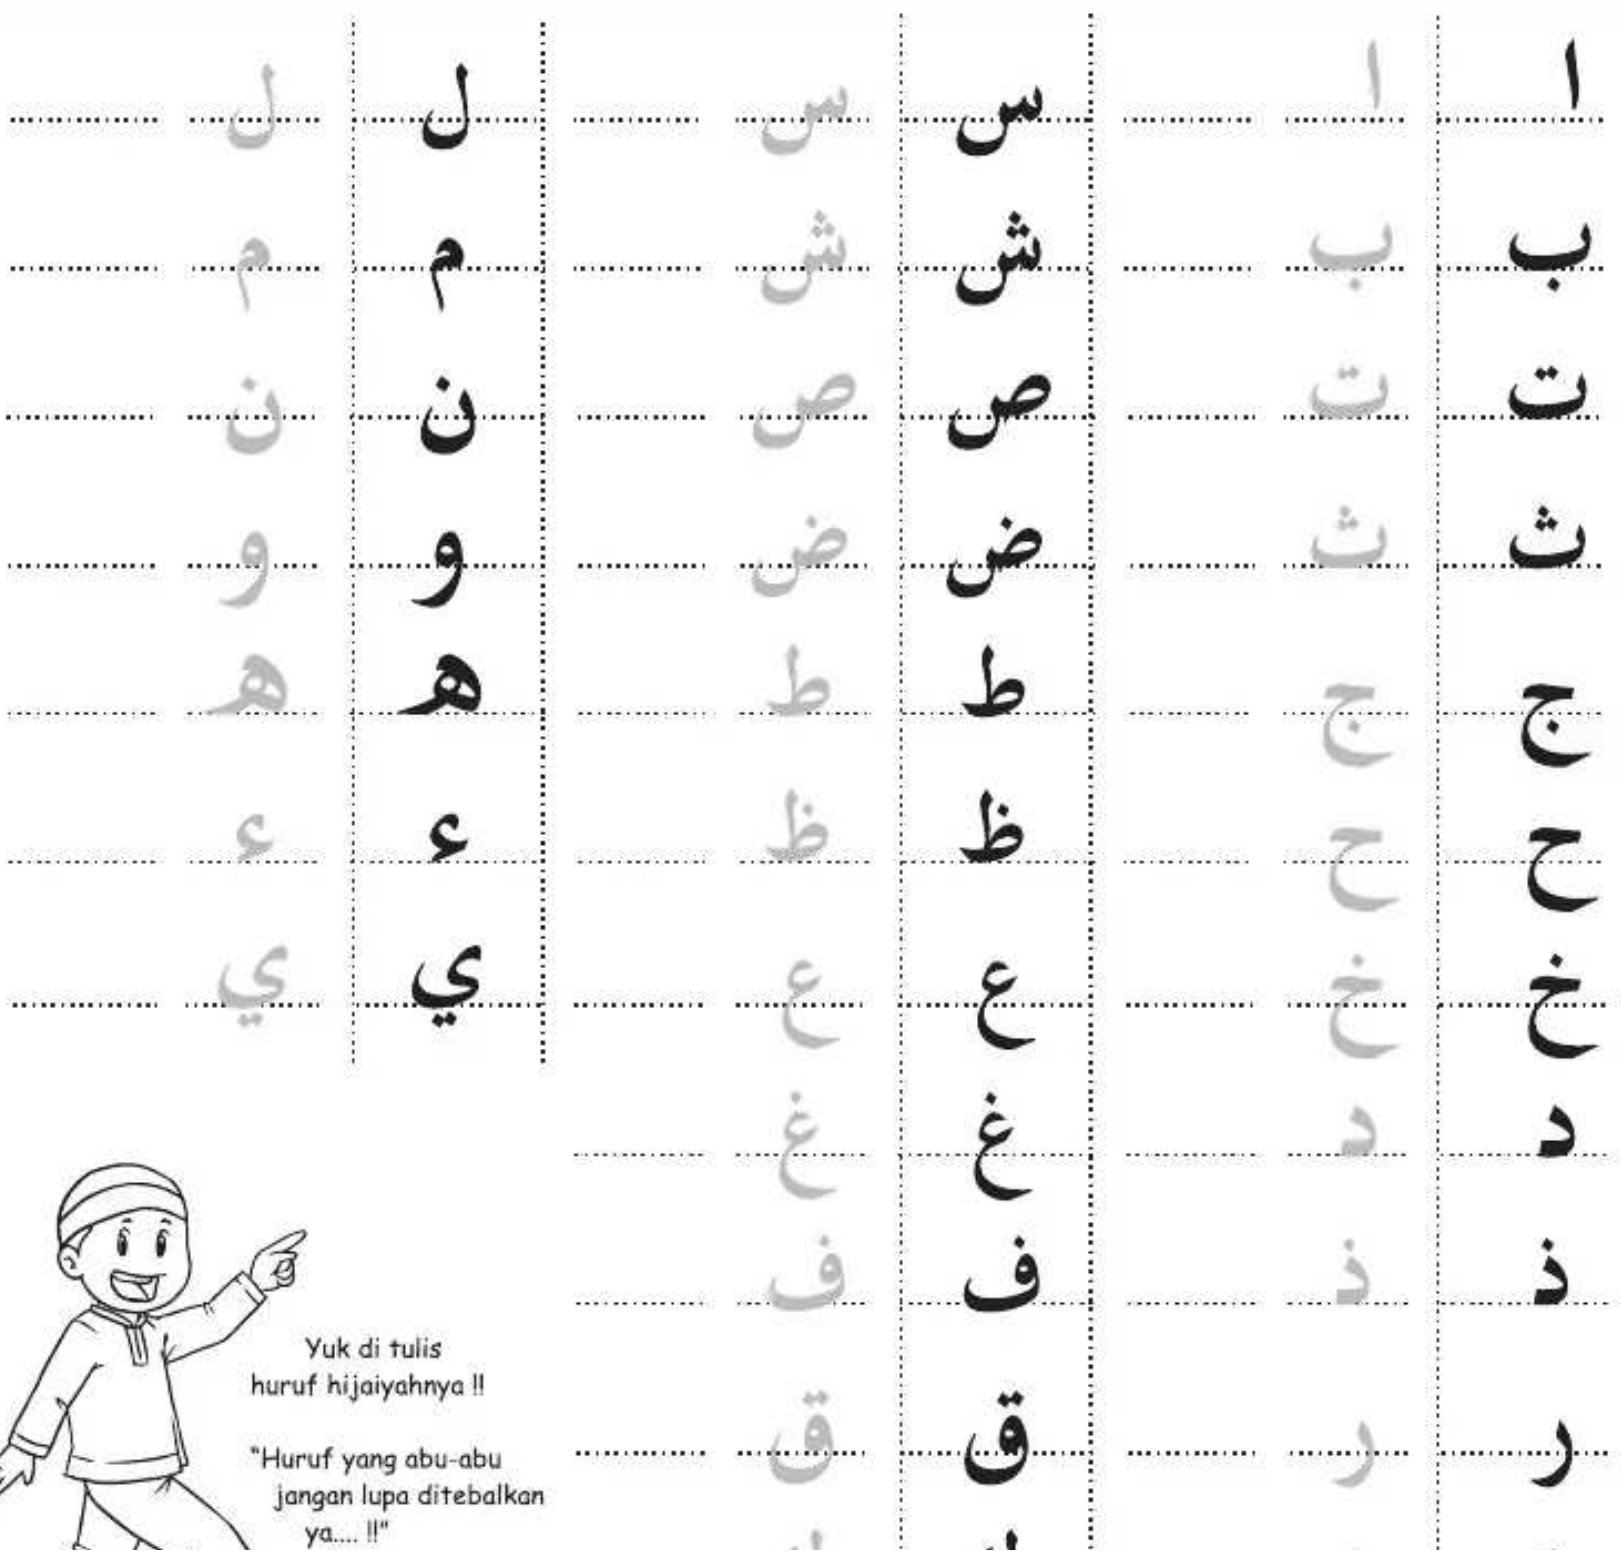 ا ا
ب ب
ت ت
ث ث
ج ج
ح ح
خ خ
د د
ذ ذ
ر ر
س س
ش ش
ص ص
ض ض
ط ط
ظ ظ
ع ع
غ غ
ف ف
ق ق
ل ل
م م
ن ن
و و
ه ه
ء ء
ي ي
Yuk di tulis
huruf hijaiyahnya !!
"Huruf yang abu-abu
jangan lupa ditebalkan
ya.... !!"